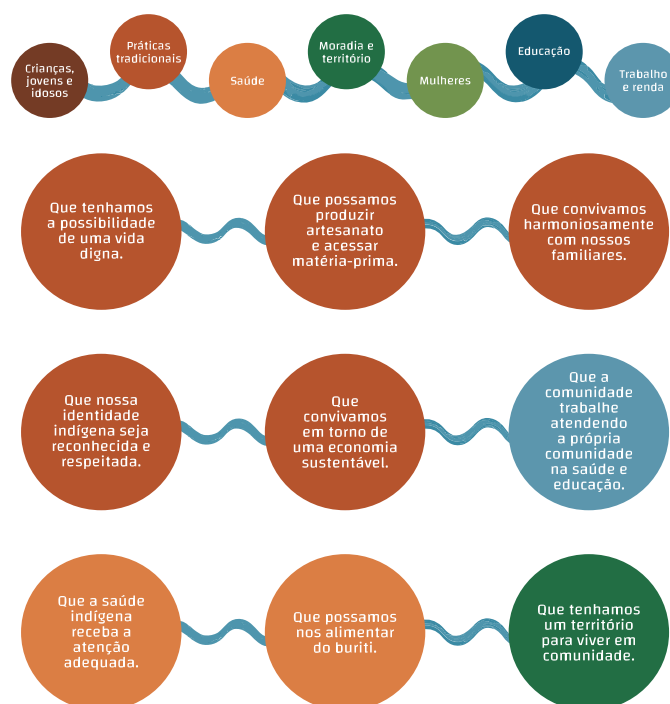 Crianças,
jovens e
idosos
Práticas
tradicionais
Saúde
Moradia e
território
Mulheres
Educação
Trabalho
e renda
Que tenhamos
a possibilidade
de uma vida
digna.
Que possamos
produzir
artesanato
e acessar
matéria-prima.
Que convivamos
harmoniosamente
com nossos
familiares.
Que nossa
identidade
indígena seja
reconhecida e
respeitada.
Que
convivamos
em torno de
uma economia
sustentável.
Que a
comunidade
trabalhe
atendendo
a própria
comunidade
na saúde e
educação.
Que a saúde
indígena
receba a
atenção
adequada.
Que possamos
nos alimentar
do buriti.
Que tenhamos
um território
para viver em
comunidade.